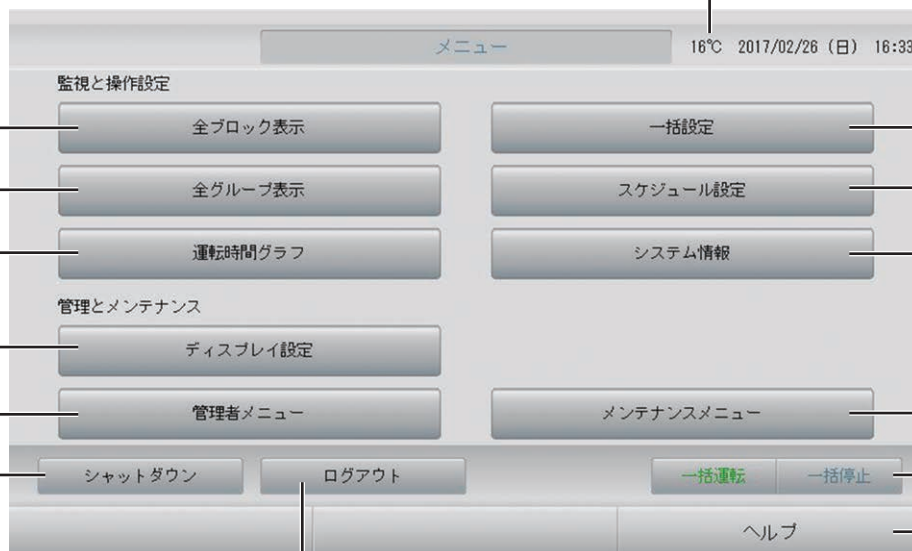 メニュー
16℃ 2017/02/26 (日) 16:33
監視と操作設定
全ブロック表示
一括設定
全グループ表示
スケジュール設定
運転時間グラフ
システム情報
管理とメンテナンス
ディスプレイ設定
管理者メニュー
メンテナンスメニュー
シャットダウン
ログアウト
一括運転
一括停止
ヘルプ